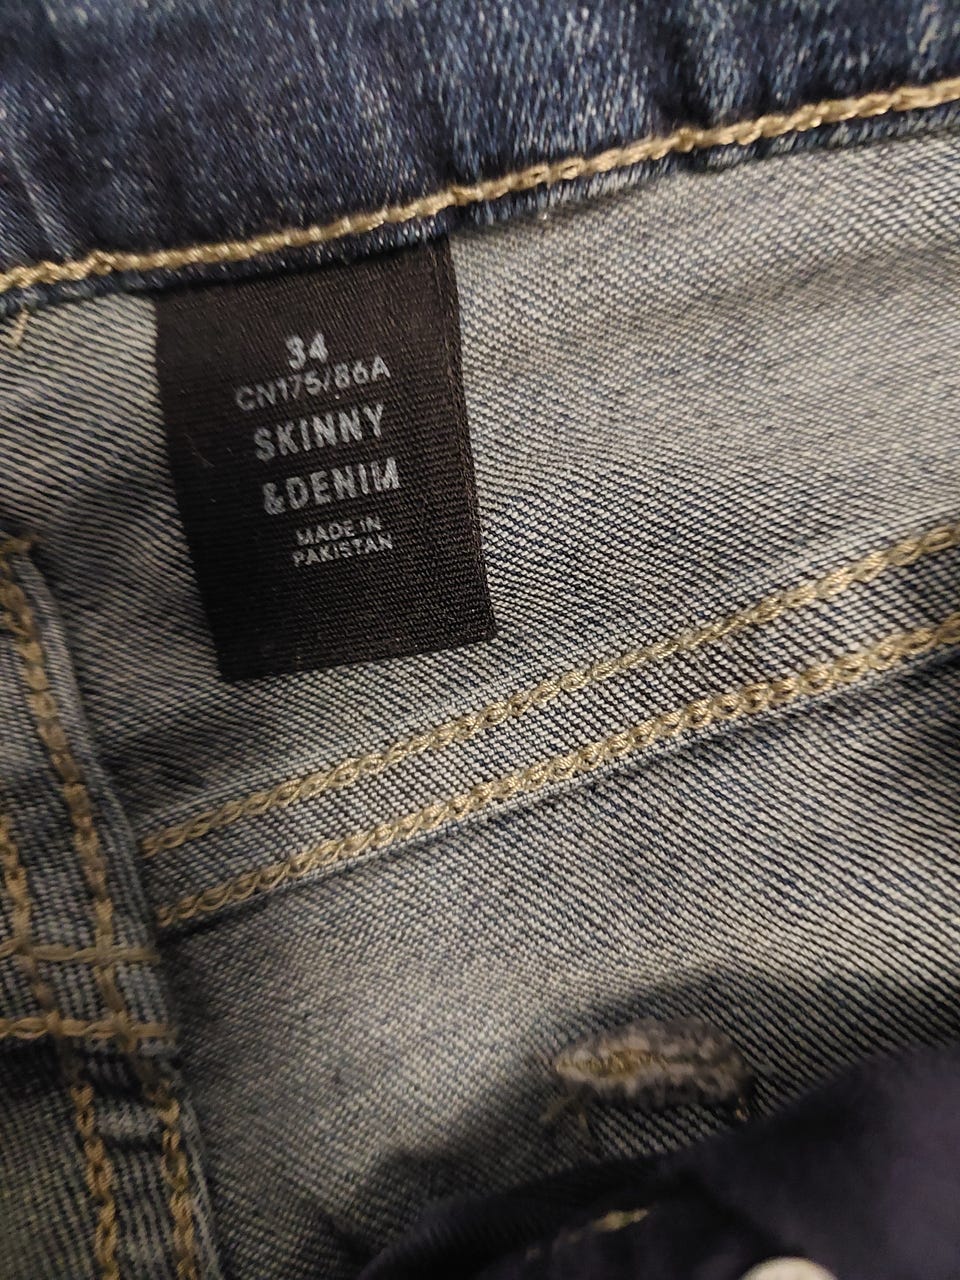 34
CN175/86A
SKINNY
&DENIM
MADE IN
PAKISTAN